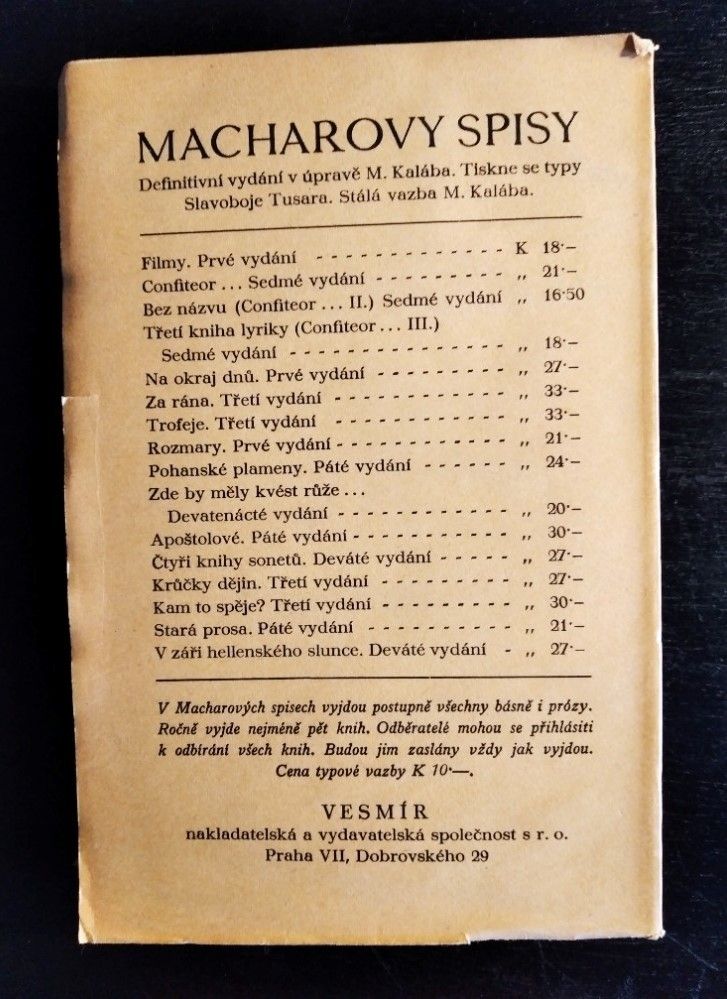 MACHAROVY SPISY
Definitivní vydání v úpravě M. Kalába. Tiskne se typy
Slavoboje Tusara. Stálá vazba M. Kalába.
Filmy. Prvé vydání - - - - - - - - - - - - - K 18·–
Confiteor ... Sedmé vydání - - - - - - - - - „ 21·–
Bez názvu (Confiteor ... II.) Sedmé vydání „ 16·50
Třetí kniha lyriky (Confiteor ... III.)
Sedmé vydání - - - - - - - - - - - - - - - „ 18·–
Na okraj dnů. Prvé vydání - - - - - - - - - „ 27·–
Za rána. Třetí vydání - - - - - - - - - - - - „ 33·–
Trofeje. Třetí vydání - - - - - - - - - - - - „ 33·–
Rozmary. Prvé vydání - - - - - - - - - - - - „ 21·–
Pohanské plameny. Páté vydání - - - - - - „ 24·–
Zde by měly kvést růže ...
Devatenácté vydání - - - - - - - - - - - - „ 20·–
Apoštolové. Páté vydání - - - - - - - - - - - „ 30·–
Čtyři knihy sonetů. Deváté vydání - - - - - „ 27·–
Krůčky dějin. Třetí vydání - - - - - - - - - „ 27·–
Kam to spěje? Třetí vydání - - - - - - - - - „ 30·–
Stará prosa. Páté vydání - - - - - - - - - - „ 21·–
V záři hellenského slunce. Deváté vydání - „ 27·–
V Macharových spisech vyjdou postupně všechny básně i prózy.
Ročně vyjde nejméně pět knih. Odběratelé mohou se přihlásiti
k odbírání všech knih. Budou jim zaslány vždy jak vyjdou.
Cena typové vazby K 10·—.
VESMÍR
nakladatelská a vydavatelská společnost s r. o.
Praha VII, Dobrovského 29